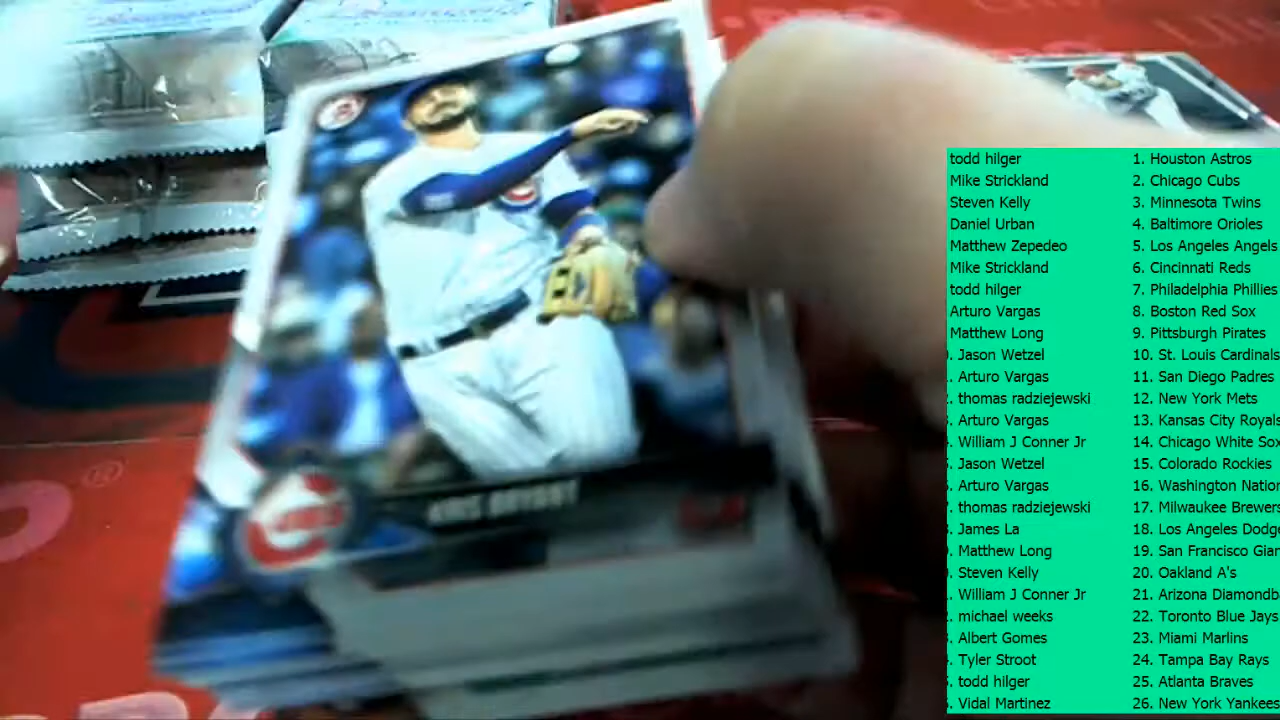 KRIS BRYANT
todd hilger 1. Houston Astros
Mike Strickland 2. Chicago Cubs
Steven Kelly 3. Minnesota Twins
Daniel Urban 4. Baltimore Orioles
Matthew Zepedeo 5. Los Angeles Angels
Mike Strickland 6. Cincinnati Reds
todd hilger 7. Philadelphia Phillies
Arturo Vargas 8. Boston Red Sox
Matthew Long 9. Pittsburgh Pirates
Jason Wetzel 10. St. Louis Cardinals
Arturo Vargas 11. San Diego Padres
thomas radziejewski 12. New York Mets
Arturo Vargas 13. Kansas City Royals
William J Conner Jr 14. Chicago White Sox
Jason Wetzel 15. Colorado Rockies
Arturo Vargas 16. Washington Nation
thomas radziejewski 17. Milwaukee Brewers
James La 18. Los Angeles Dodge
Matthew Long 19. San Francisco Gian
Steven Kelly 20. Oakland A's
William J Conner Jr 21. Arizona Diamondb
michael weeks 22. Toronto Blue Jays
Albert Gomes 23. Miami Marlins
Tyler Stroot 24. Tampa Bay Rays
todd hilger 25. Atlanta Braves
Vidal Martinez 26. New York Yankees